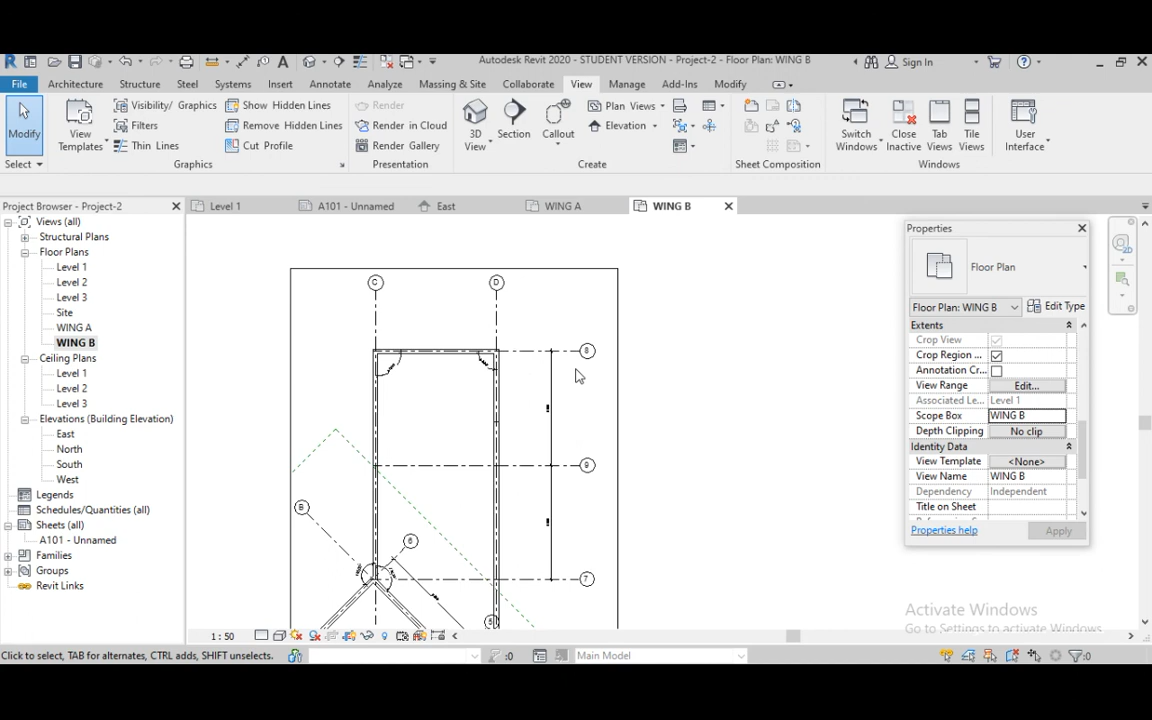 Autodesk Revit 2020 - STUDENT VERSION - Project-2 - Floor Plan: WING B
Sign In
File Architecture Structure Steel Systems Insert Annotate Analyze Massing & Site Collaborate View Manage Add-Ins Modify
Modify
View Templates
Visibility/ Graphics
Filters
Thin Lines
Show Hidden Lines
Remove Hidden Lines
Cut Profile
Render
Render in Cloud
Render Gallery
3D View
Section
Callout
Plan Views
Elevation
Switch Windows
Close Inactive
Tab Views
Tile Views
User Interface
Select Graphics Presentation Create Sheet Composition Windows
Project Browser - Project-2
Level 1 A101 - Unnamed East WING A WING B
Views (all)
Structural Plans
Floor Plans
Level 1
Level 2
Level 3
Site
WING A
WING B
Ceiling Plans
Level 1
Level 2
Level 3
Elevations (Building Elevation)
East
North
South
West
Legends
Schedules/Quantities (all)
Sheets (all)
A101 - Unnamed
Families
Groups
Revit Links
C D
8
9
B
6
7
5
Properties
Floor Plan
Floor Plan: WING B Edit Type
Extents
Crop View
Crop Region ...
Annotation Cr...
View Range Edit...
Associated Le... Level 1
Scope Box WING B
Depth Clipping No clip
Identity Data
View Template <None>
View Name WING B
Dependency Independent
Title on Sheet
Properties help Apply
2D
Activate Windows
Go to Settings to activate Windows.
1 : 50
Click to select, TAB for alternates, CTRL adds, SHIFT unselects.
:0
Main Model
:0